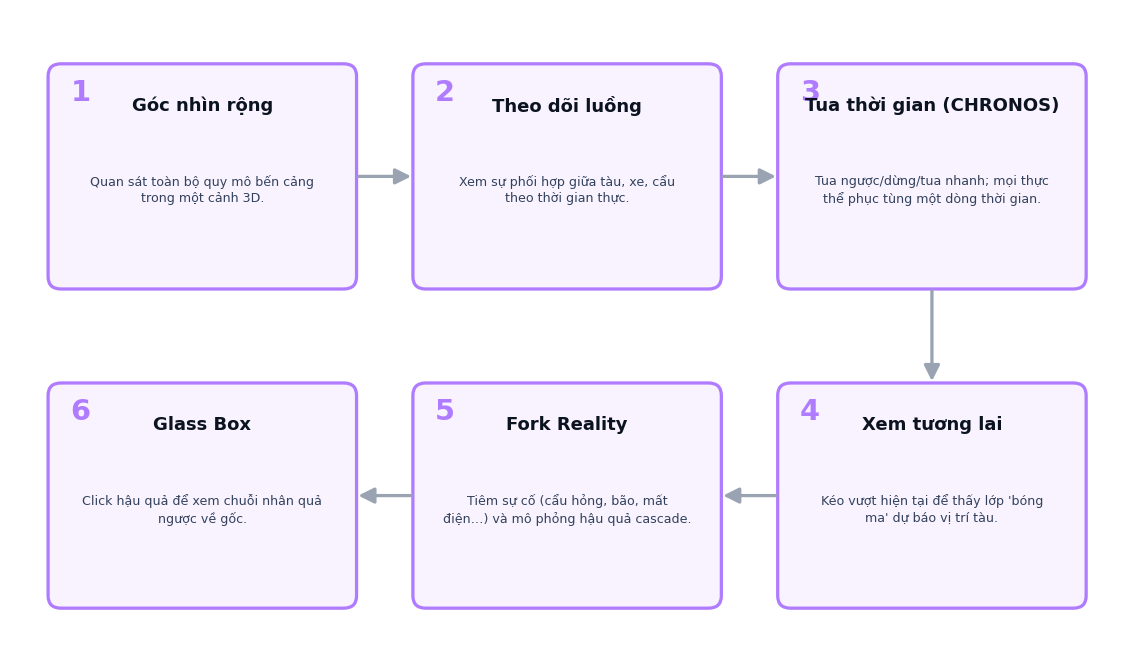 1
Góc nhìn rộng
Quan sát toàn bộ quy mô bến cảng
trong một cảnh 3D.
2
Theo dõi luồng
Xem sự phối hợp giữa tàu, xe, cẩu
theo thời gian thực.
3
Tua thời gian (CHRONOS)
Tua ngược/dừng/tua nhanh; mọi thực
thể phục tùng một dòng thời gian.
4
Xem tương lai
Kéo vượt hiện tại để thấy lớp 'bóng
ma' dự báo vị trí tàu.
5
Fork Reality
Tiêm sự cố (cẩu hỏng, bão, mất
điện...) và mô phỏng hậu quả cascade.
6
Glass Box
Click hậu quả để xem chuỗi nhân quả
ngược về gốc.